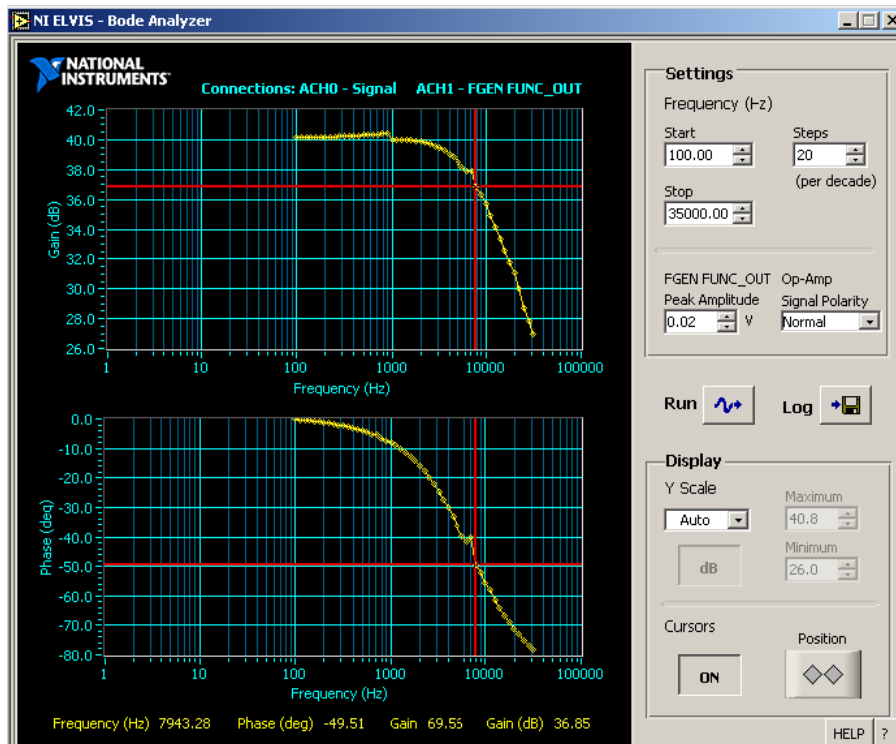 NI ELVIS - Bode Analyzer
NATIONAL
INSTRUMENTS™
Connections: ACH0 - Signal ACH1 - FGEN FUNC_OUT
42.0
40.0
38.0
36.0
34.0
32.0
30.0
28.0
26.0
Gain (dB)
1 10 100 1000 10000 100000
Frequency (Hz)
0.0
-10.0
-20.0
-30.0
-40.0
-50.0
-60.0
-70.0
-80.0
Phase (deg)
1 10 100 1000 10000 100000
Frequency (Hz)
Frequency (Hz) 7943.28 Phase (deg) -49.51 Gain 69.55 Gain (dB) 36.85
Settings
Frequency (Hz)
Start Steps
100.00 20
(per decade)
Stop
35000.00
FGEN FUNC_OUT Op-Amp
Peak Amplitude Signal Polarity
0.02 V Normal
Run Log
Display
Y Scale Maximum
Auto 40.8
Minimum
dB 26.0
Cursors Position
ON
HELP ?